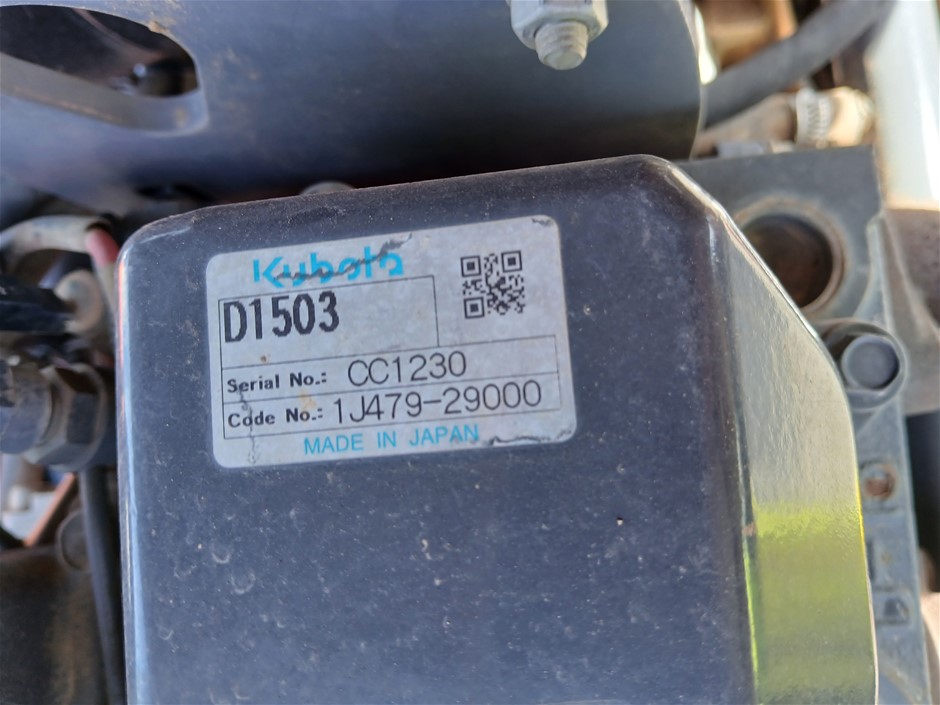 Kubota
D1503
Serial No.: CC1230
Code No.: 1J479-29000
MADE IN JAPAN